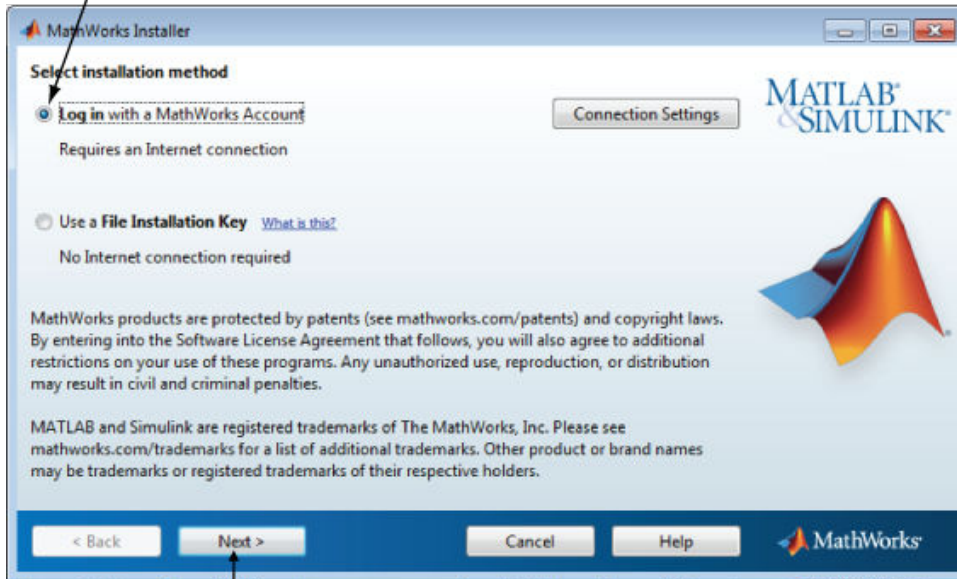 MathWorks Installer
Select installation method
Log in with a MathWorks Account
Connection Settings
MATLAB®
&SIMULINK®
Requires an Internet connection
Use a File Installation Key What is this?
No Internet connection required
MathWorks products are protected by patents (see mathworks.com/patents) and copyright laws.
By entering into the Software License Agreement that follows, you will also agree to additional
restrictions on your use of these programs. Any unauthorized use, reproduction, or distribution
may result in civil and criminal penalties.
MATLAB and Simulink are registered trademarks of The MathWorks, Inc. Please see
mathworks.com/trademarks for a list of additional trademarks. Other product or brand names
may be trademarks or registered trademarks of their respective holders.
< Back
Next >
Cancel
Help
MathWorks®